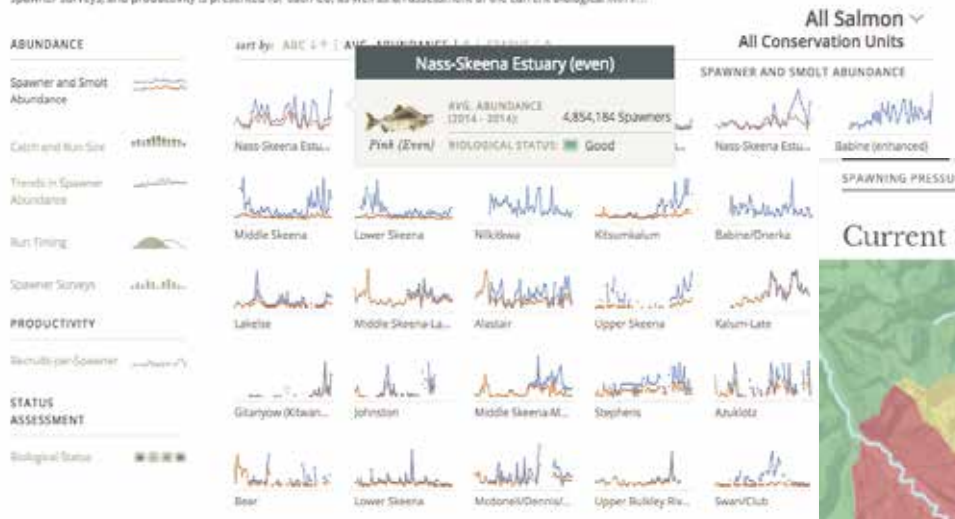 All Salmon
All Conservation Units
ABUNDANCE
sort by: ABC
SPAWNER AND SMOLT ABUNDANCE
Nass-Skeena Estuary (even)
AVG. ABUNDANCE
(2014 - 2014):
4,854,184 Spawners
Pink (Even)
BIOLOGICAL STATUS:
Good
Spawner and Smolt
Abundance
Catch and Run Size
Trends in Spawner
Abundance
Run Timing
Spawner Surveys
PRODUCTIVITY
Recruits-per-Spawner
STATUS
ASSESSMENT
Biological Status
Nass-Skeena Estu...
Nass-Skeena Estu...
Babine (enhanced)
Middle Skeena
Lower Skeena
Nilkitkwa
Kitsumkalum
Babine/Onerka
Lakelse
Middle Skeena-La...
Alastair
Upper Skeena
Kalum-Late
Gitanyow (Kitwan...
Johnston
Middle Skeena-M...
Stephens
Azuklotz
Bear
Lower Skeena
Mcdonell/Dennis/...
Upper Bulkley Riv...
Swan/Club
SPAWNING PRESSU
Current